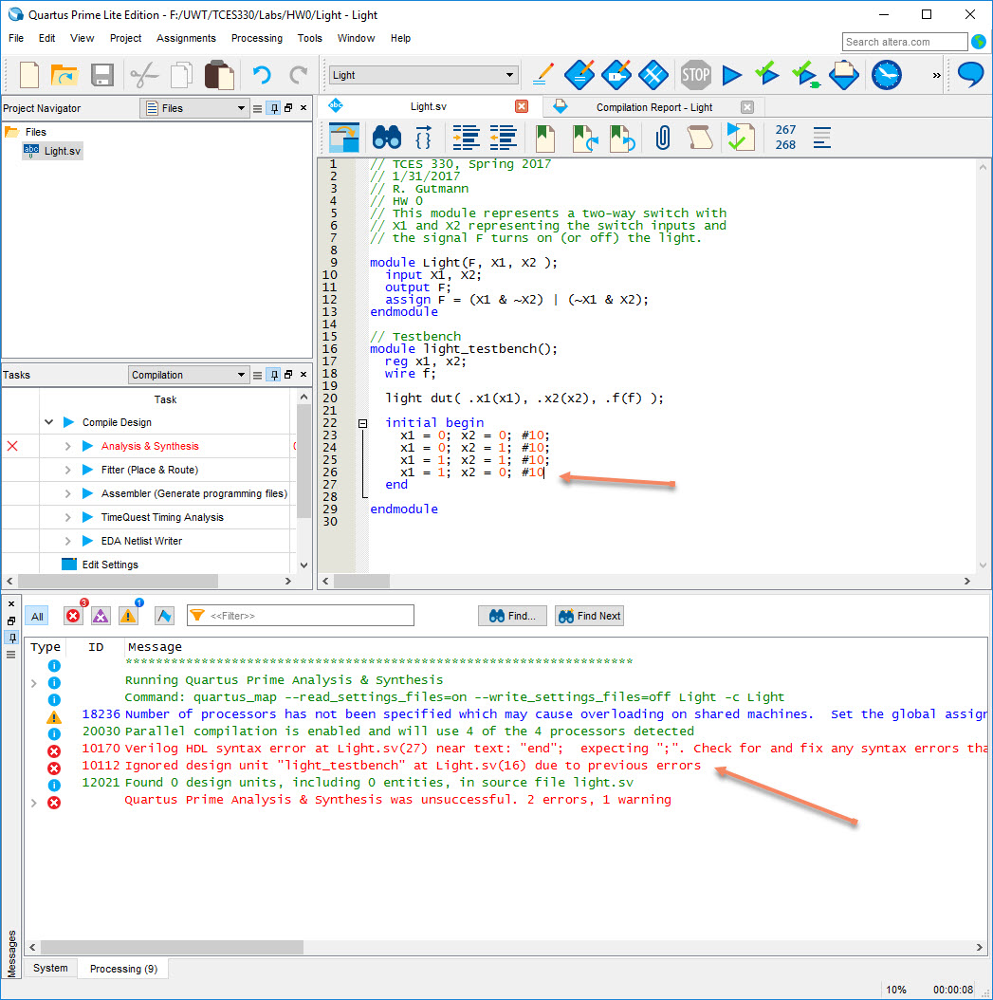 Quartus Prime Lite Edition - F:/UWT/TCES330/Labs/HW0/Light - Light
File Edit View Project Assignments Processing Tools Window Help
Search altera.com
Light
STOP
»
Project Navigator
Files
Files
abc Light.sv
Tasks
Compilation
Task
Compile Design
Analysis & Synthesis
Fitter (Place & Route)
Assembler (Generate programming files)
TimeQuest Timing Analysis
EDA Netlist Writer
Edit Settings
abc Light.sv
Compilation Report - Light
267
268
1 // TCES 330, Spring 2017
2 // 1/31/2017
3 // R. Gutmann
4 // HW 0
5 // This module represents a two-way switch with
6 // X1 and X2 representing the switch inputs and
7 // the signal F turns on (or off) the light.
8
9 module Light(F, X1, X2 );
10 input X1, X2;
11 output F;
12 assign F = (X1 & ~X2) | (~X1 & X2);
13 endmodule
14
15 // Testbench
16 module light_testbench();
17 reg x1, x2;
18 wire f;
19
20 light dut( .x1(x1), .x2(x2), .f(f) );
21
22 initial begin
23 x1 = 0; x2 = 0; #10;
24 x1 = 0; x2 = 1; #10;
25 x1 = 1; x2 = 1; #10;
26 x1 = 1; x2 = 0; #10
27 end
28
29 endmodule
30
All
3
1
<<Filter>>
Find...
Find Next
Type ID Message
*******************************************************************
Running Quartus Prime Analysis & Synthesis
Command: quartus_map --read_settings_files=on --write_settings_files=off Light -c Light
18236 Number of processors has not been specified which may cause overloading on shared machines. Set the global assign
20030 Parallel compilation is enabled and will use 4 of the 4 processors detected
10170 Verilog HDL syntax error at Light.sv(27) near text: "end"; expecting ";". Check for and fix any syntax errors tha
10112 Ignored design unit "light_testbench" at Light.sv(16) due to previous errors
12021 Found 0 design units, including 0 entities, in source file light.sv
Quartus Prime Analysis & Synthesis was unsuccessful. 2 errors, 1 warning
Messages
System
Processing (9)
10% 00:00:08